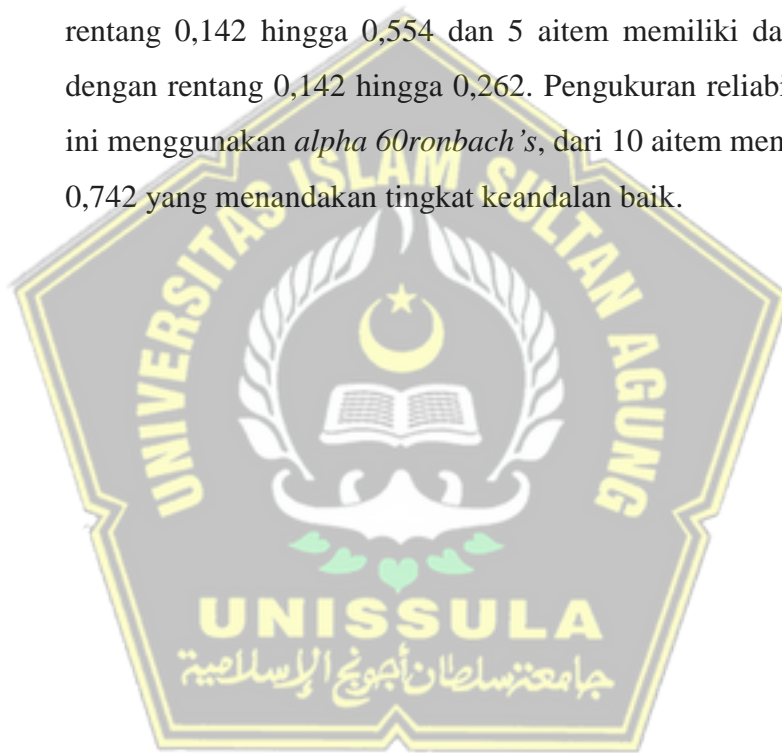 rentang 0,142 hingga 0,554 dan 5 aitem memiliki da
dengan rentang 0,142 hingga 0,262. Pengukuran reliabi
ini menggunakan alpha 60ronbach’s, dari 10 aitem men
0,742 yang menandakan tingkat keandalan baik.
UNIVERSITAS ISLAM SULTAN AGUNG
UNISSULA
جامعة سلطان أجونج الإسلامية